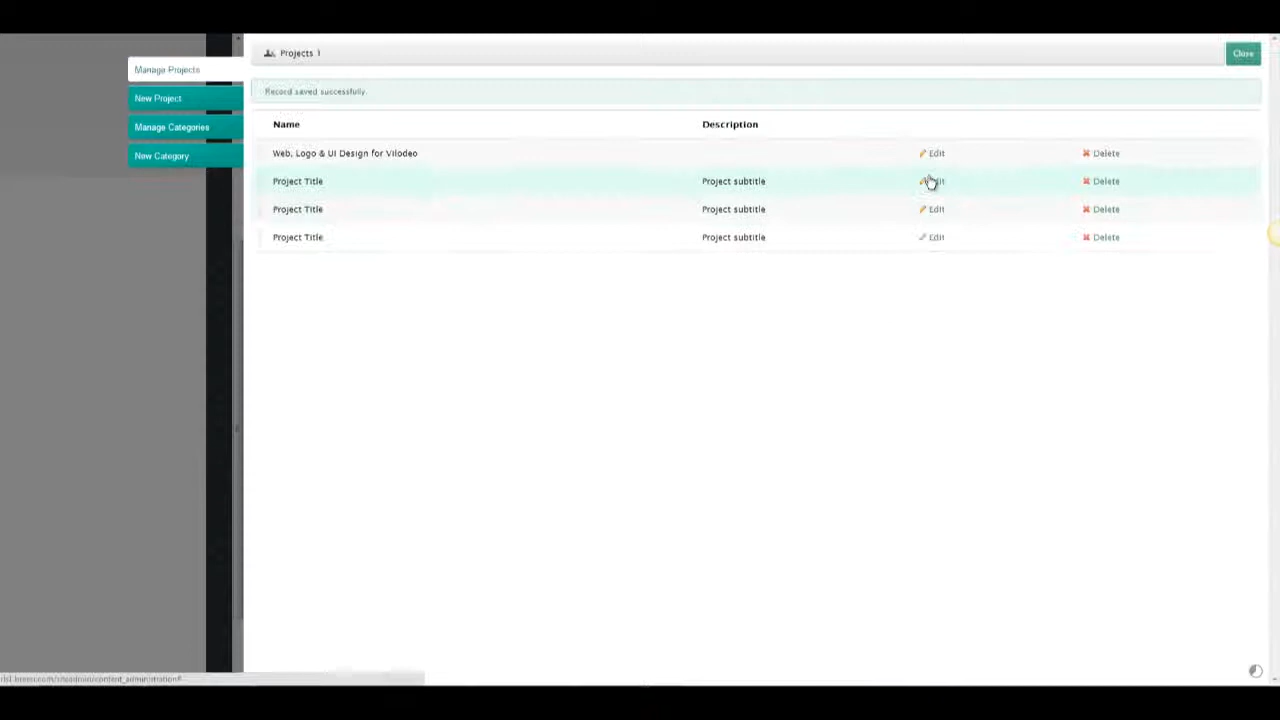 Projects 1
Close
Manage Projects
New Project
Manage Categories
New Category
Record saved successfully.
Name Description
Web, Logo & UI Design for Vilodeo Edit Delete
Project Title Project subtitle Edit Delete
Project Title Project subtitle Edit Delete
Project Title Project subtitle Edit Delete